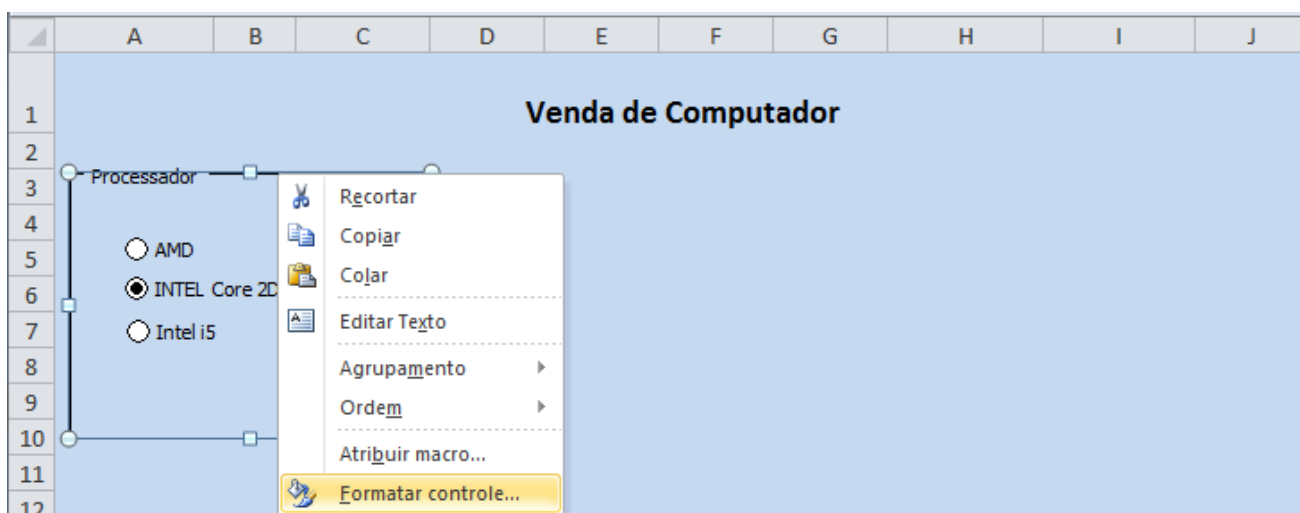 A B C D E F G H I J
1 Venda de Computador
2
3 Processador Recortar
4 Copiar
5 AMD Colar
6 INTEL Core 2D
7 Intel i5 Editar Texto
8 Agrupamento
9 Ordem
10 Atribuir macro...
11 Formatar controle...
12